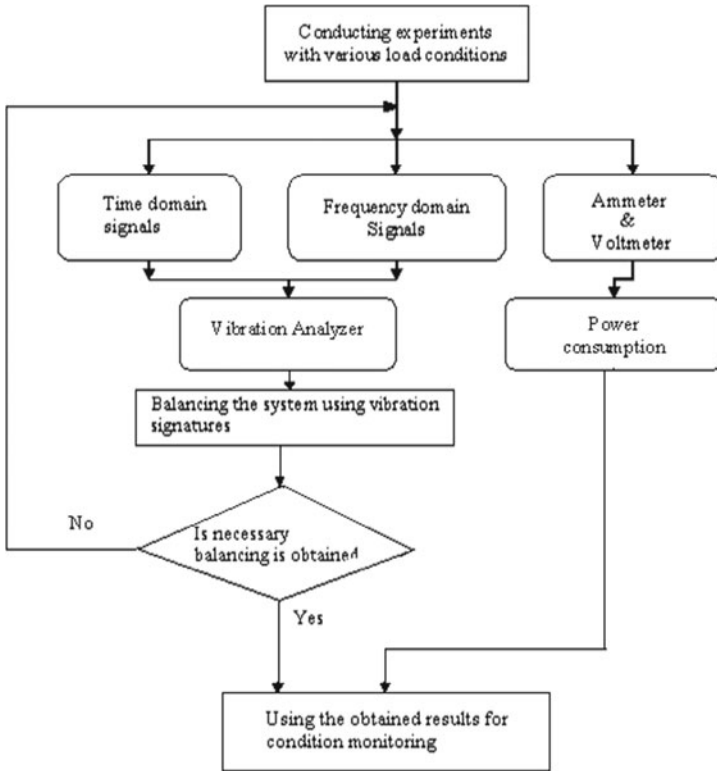 Conducting experiments
with various load conditions
Time domain
signals
Frequency domain
Signals
Ammeter
&
Voltmeter
Vibration Analyzer
Power
consumption
Balancing the system using vibration
signatures
Is necessary
balancing is obtained
No
Yes
Using the obtained results for
condition monitoring